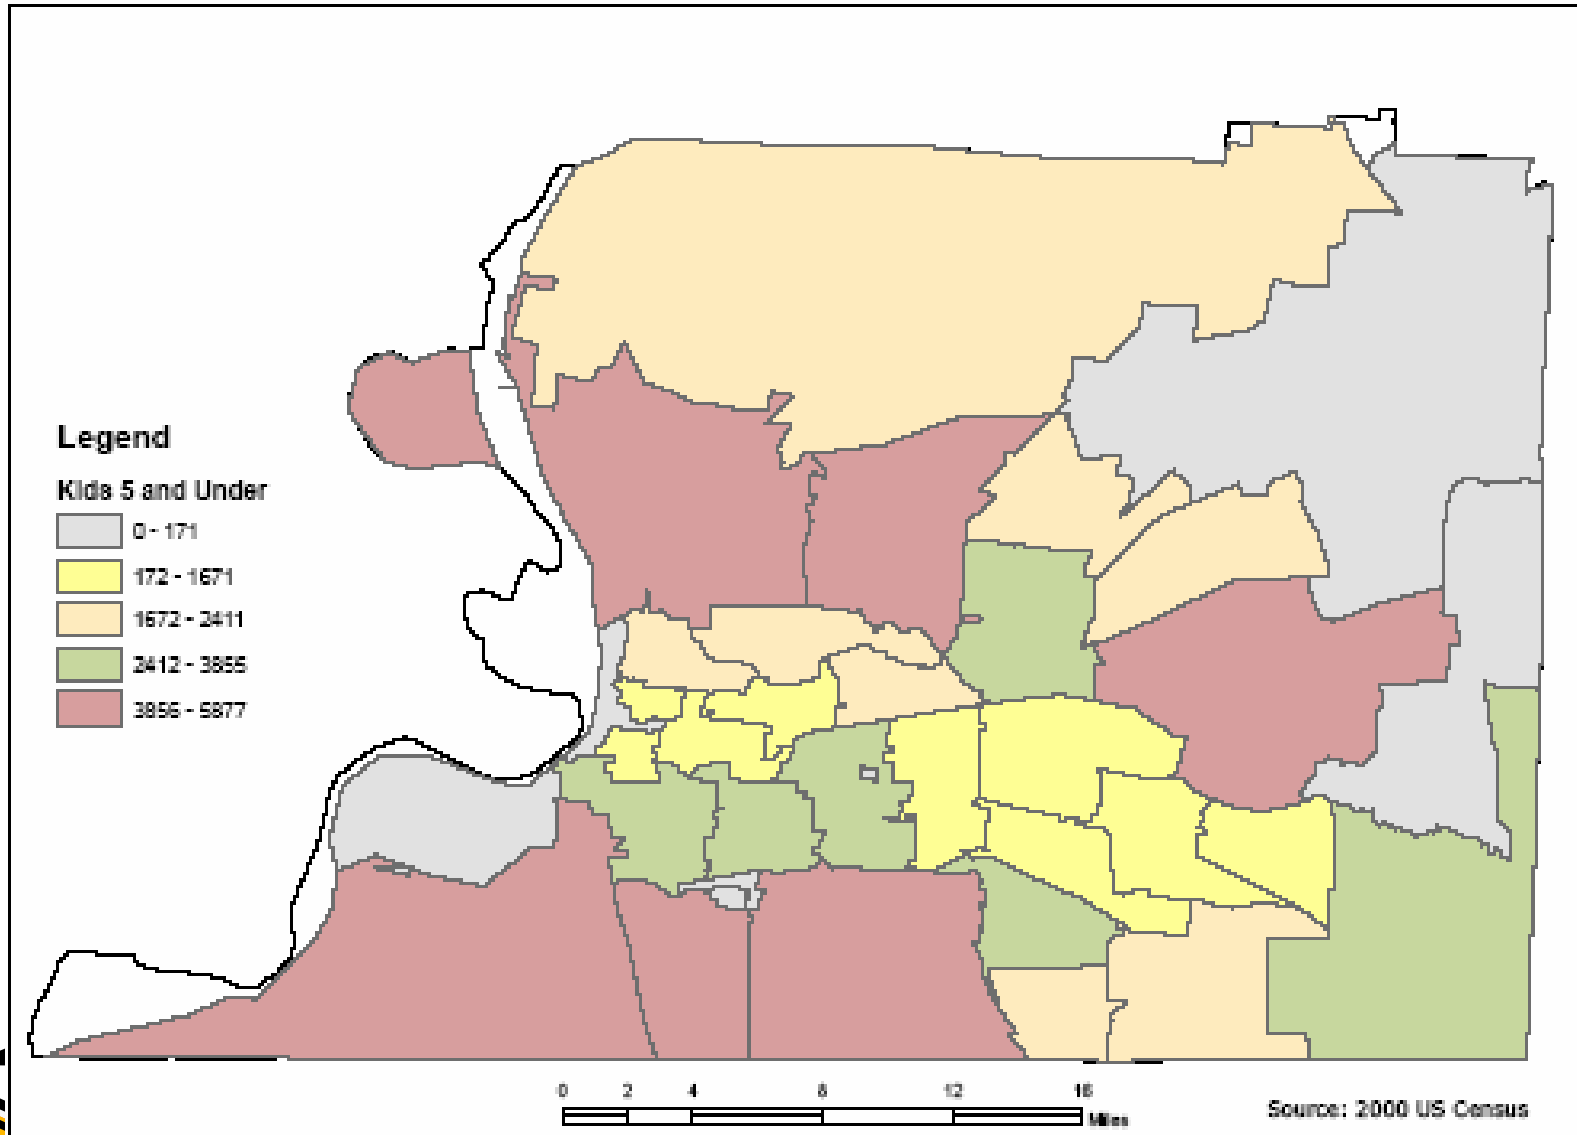 Legend
Kids 5 and Under
0 - 171
172 - 1671
1672 - 2411
2412 - 3855
3856 - 5877
0 2 4 8 12 16
Miles
Source: 2000 US Census